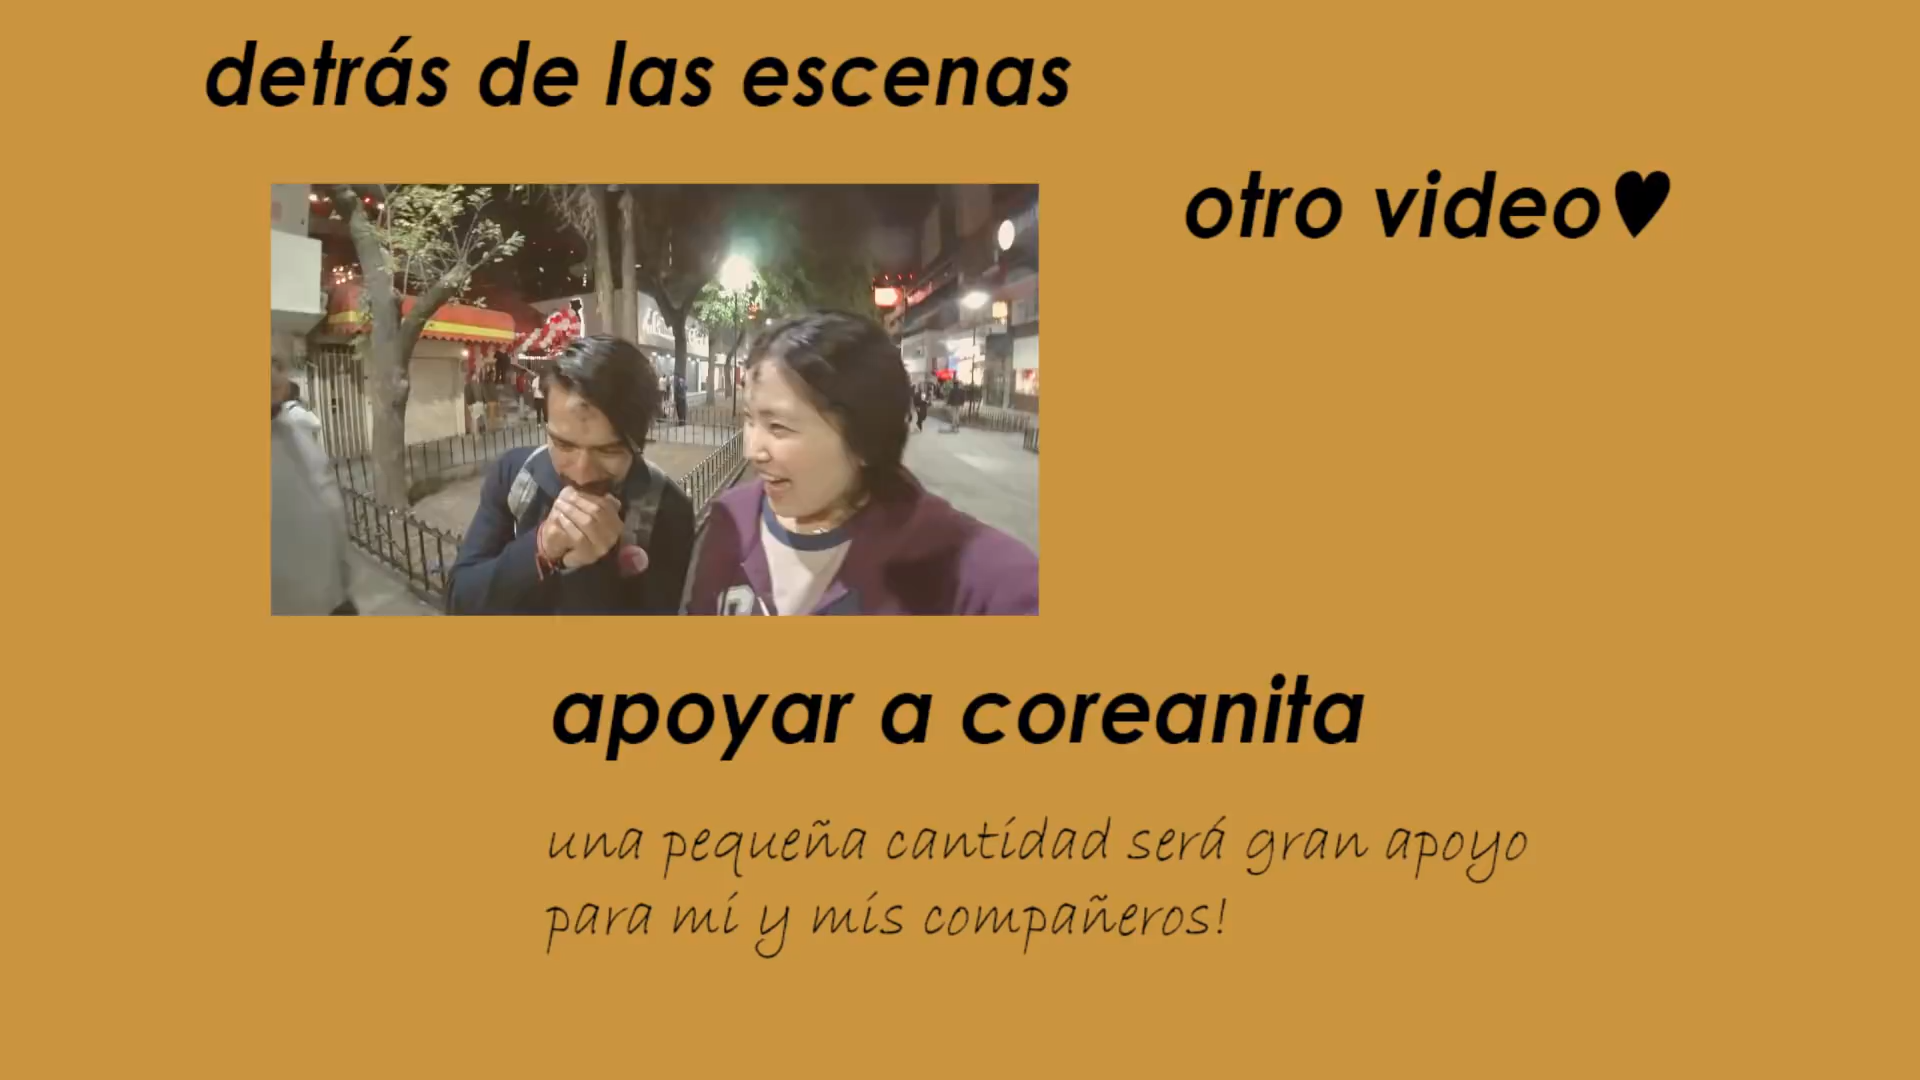 detrás de las escenas
otro video♥
apoyar a coreanita
una pequeña cantidad será gran apoyo
para mí y mis compañeros!